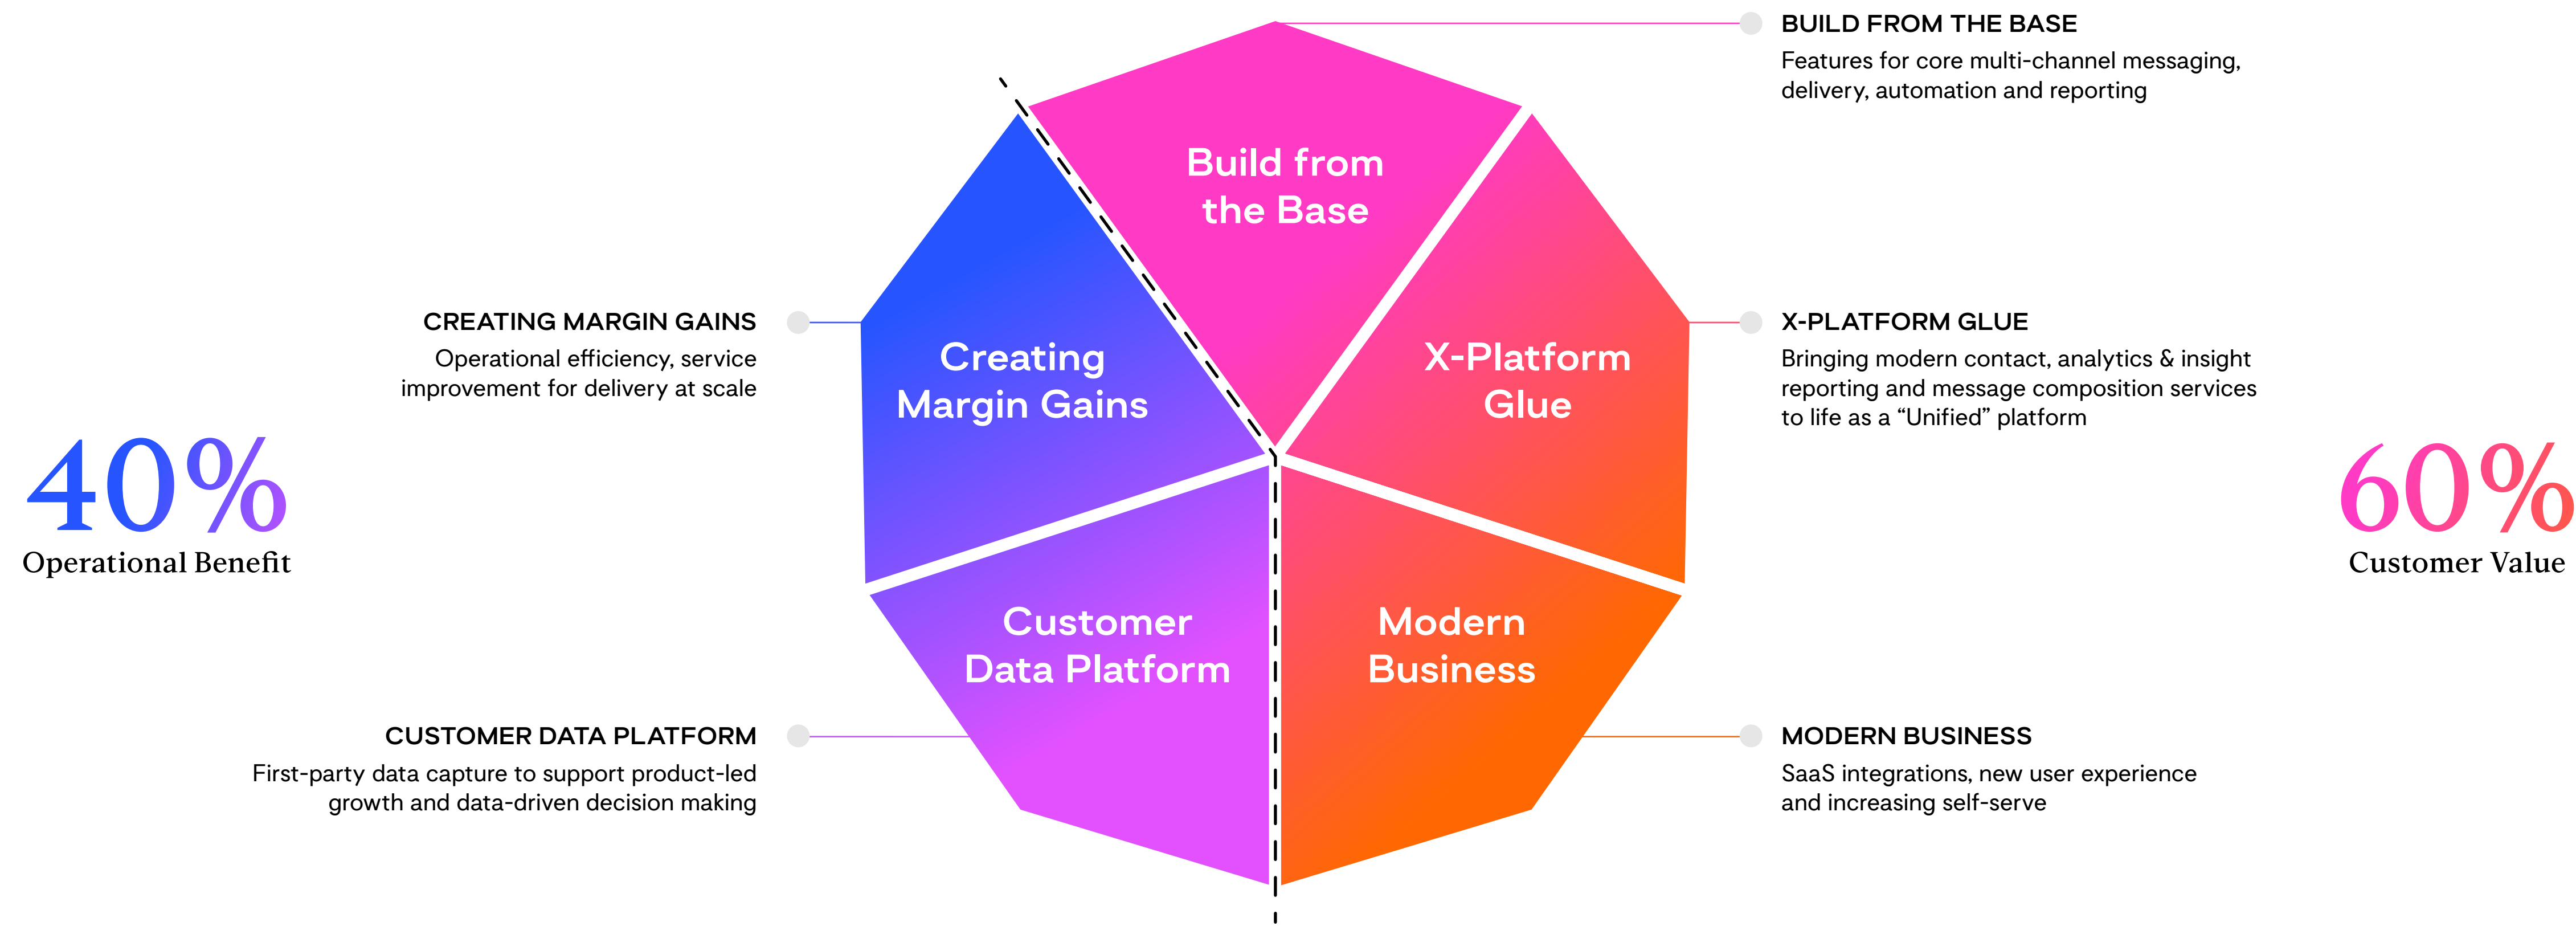 BUILD FROM THE BASE
Features for core multi-channel messaging,
delivery, automation and reporting
Build from
the Base
CREATING MARGIN GAINS
Operational efficiency, service
improvement for delivery at scale
Creating
Margin Gains
X-Platform
Glue
X-PLATFORM GLUE
Bringing modern contact, analytics & insight
reporting and message composition services
to life as a “Unified” platform
40%
Operational Benefit
60%
Customer Value
Customer
Data Platform
Modern
Business
CUSTOMER DATA PLATFORM
First-party data capture to support product-led
growth and data-driven decision making
MODERN BUSINESS
SaaS integrations, new user experience
and increasing self-serve